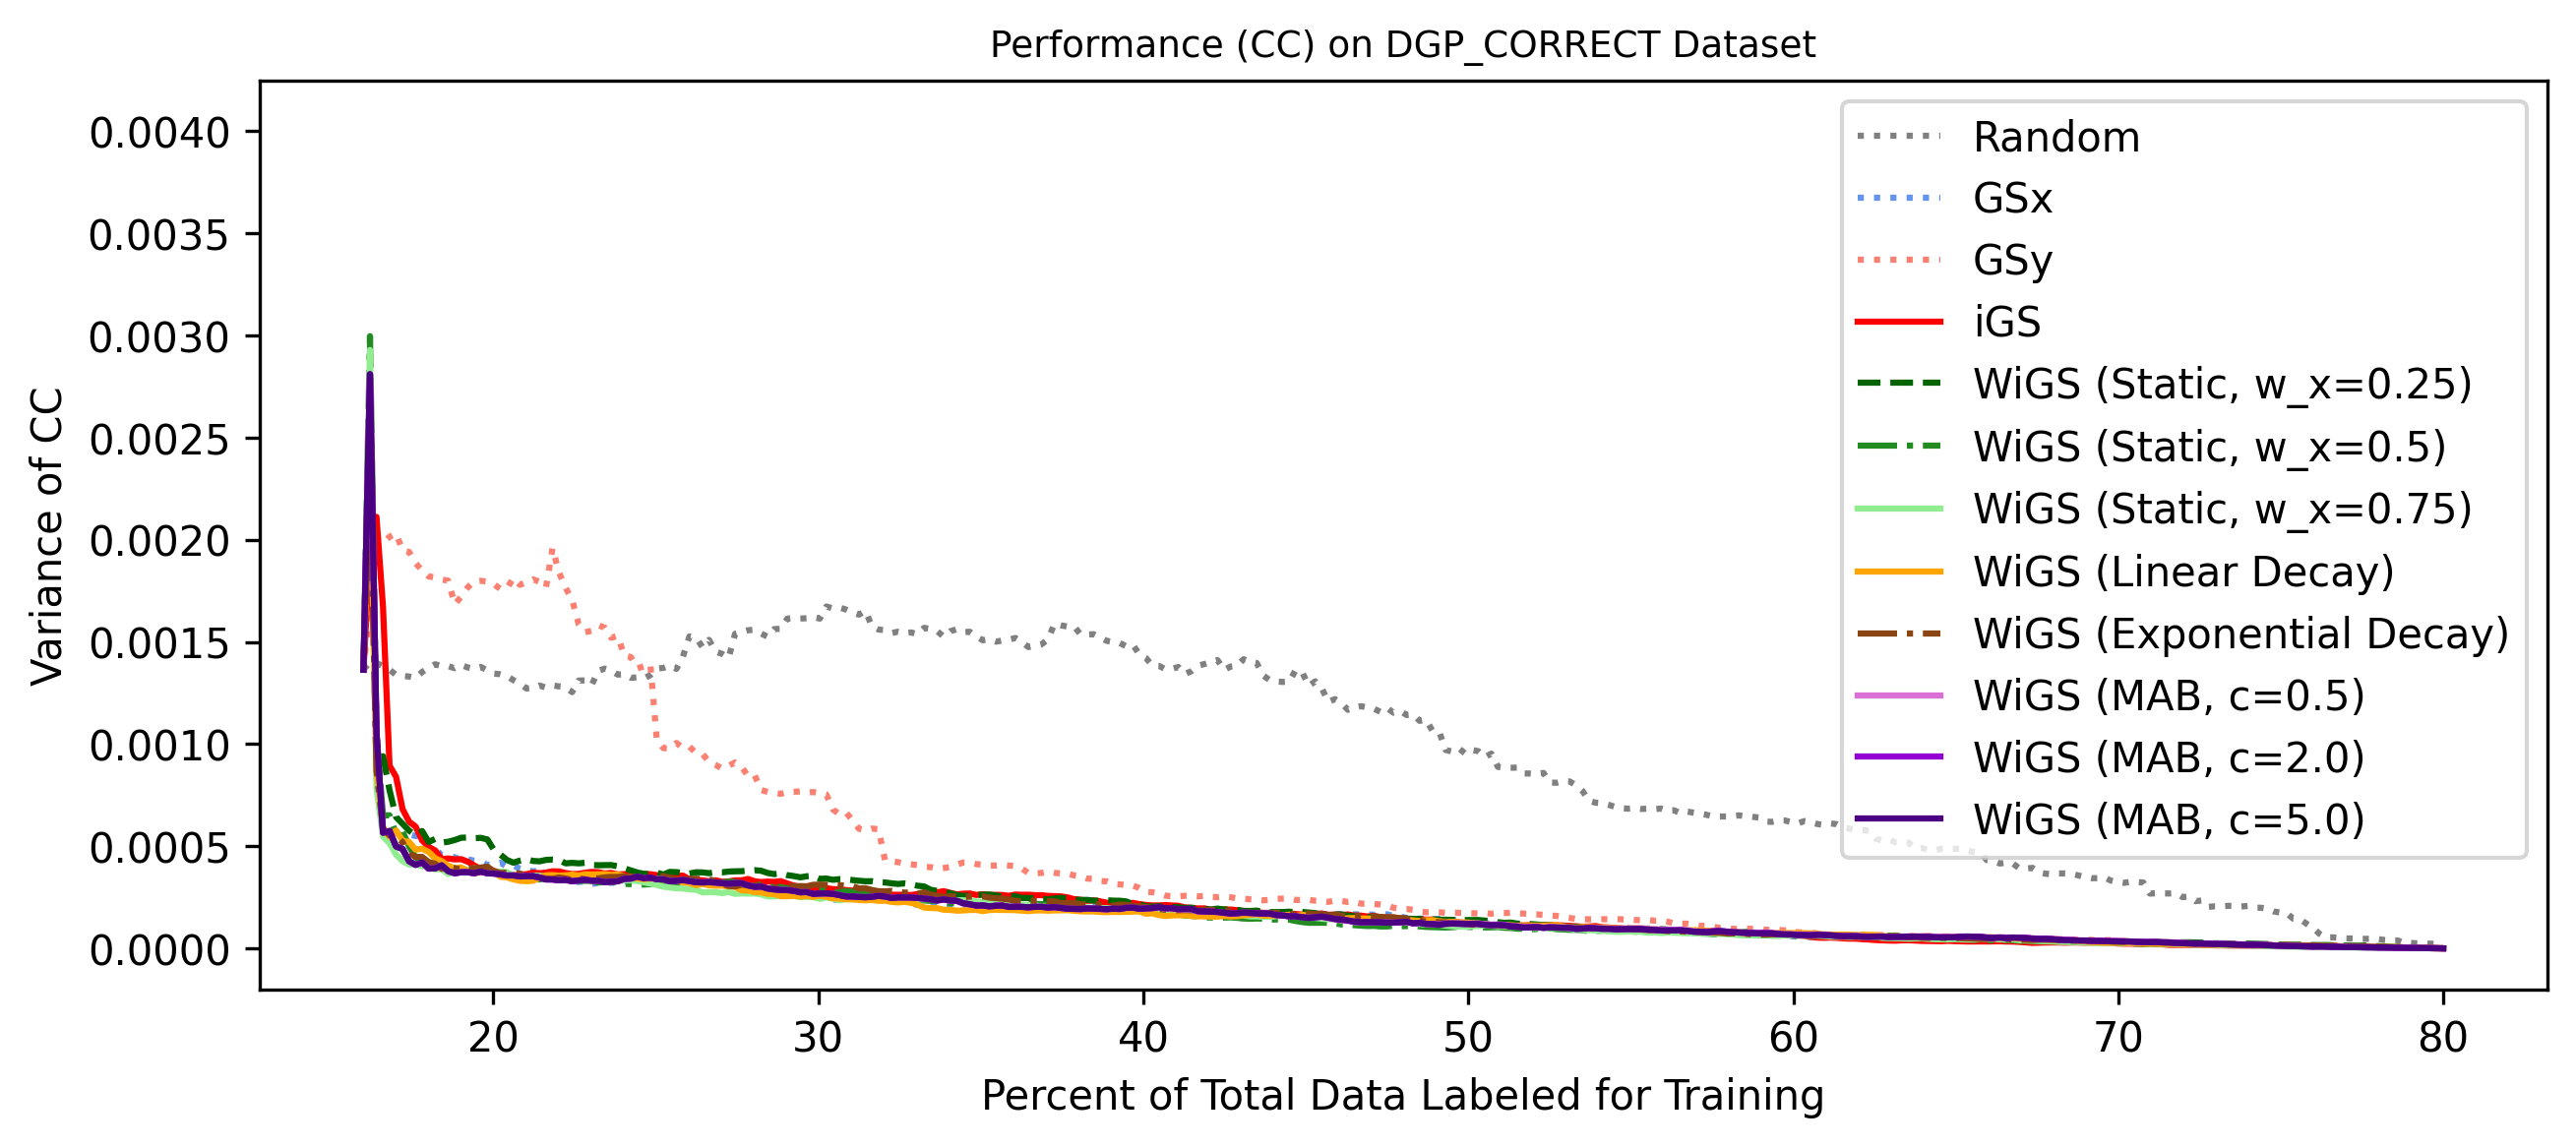 Performance (CC) on DGP_CORRECT Dataset
Variance of CC
0.0040
0.0035
0.0030
0.0025
0.0020
0.0015
0.0010
0.0005
0.0000
Random
GSx
GSy
iGS
WiGS (Static, w_x=0.25)
WiGS (Static, w_x=0.5)
WiGS (Static, w_x=0.75)
WiGS (Linear Decay)
WiGS (Exponential Decay)
WiGS (MAB, c=0.5)
WiGS (MAB, c=2.0)
WiGS (MAB, c=5.0)
20 30 40 50 60 70 80
Percent of Total Data Labeled for Training